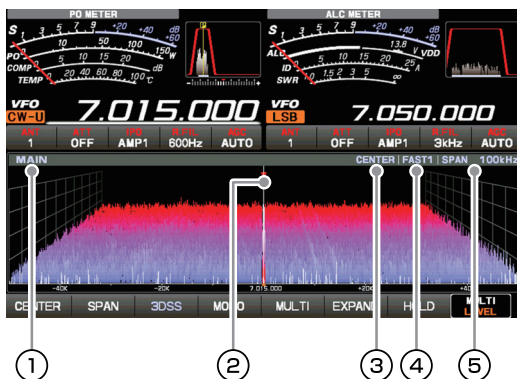 PO METER
ALC METER
S 1 3 5 7 9 +20 +40 +60 dB
PO 0 10 50 100 150 W
COMP 0 5 10 15 20 dB
TEMP 0 20 40 60 80 100 °C
S 1 3 5 7 9 +20 +40 +60 dB
ALC 13.8 V VDD
ID 0 5 10 15 20 25 A
SWR 1 1.5 2 3 5 ∞
VFO
CW-U
7.015.000
VFO
LSB
7.050.000
ANT ATT IPO R.FIL AGC
1 OFF AMP1 600Hz AUTO
ANT ATT IPO R.FIL AGC
1 OFF AMP1 3kHz AUTO
MAIN
CENTER FAST1 SPAN 100kHz
-40K -20K 7.015.000 +20K +40K
CENTER SPAN 3DSS MONO MULTI EXPAND HOLD MULTI
LEVEL
1 2 3 4 5